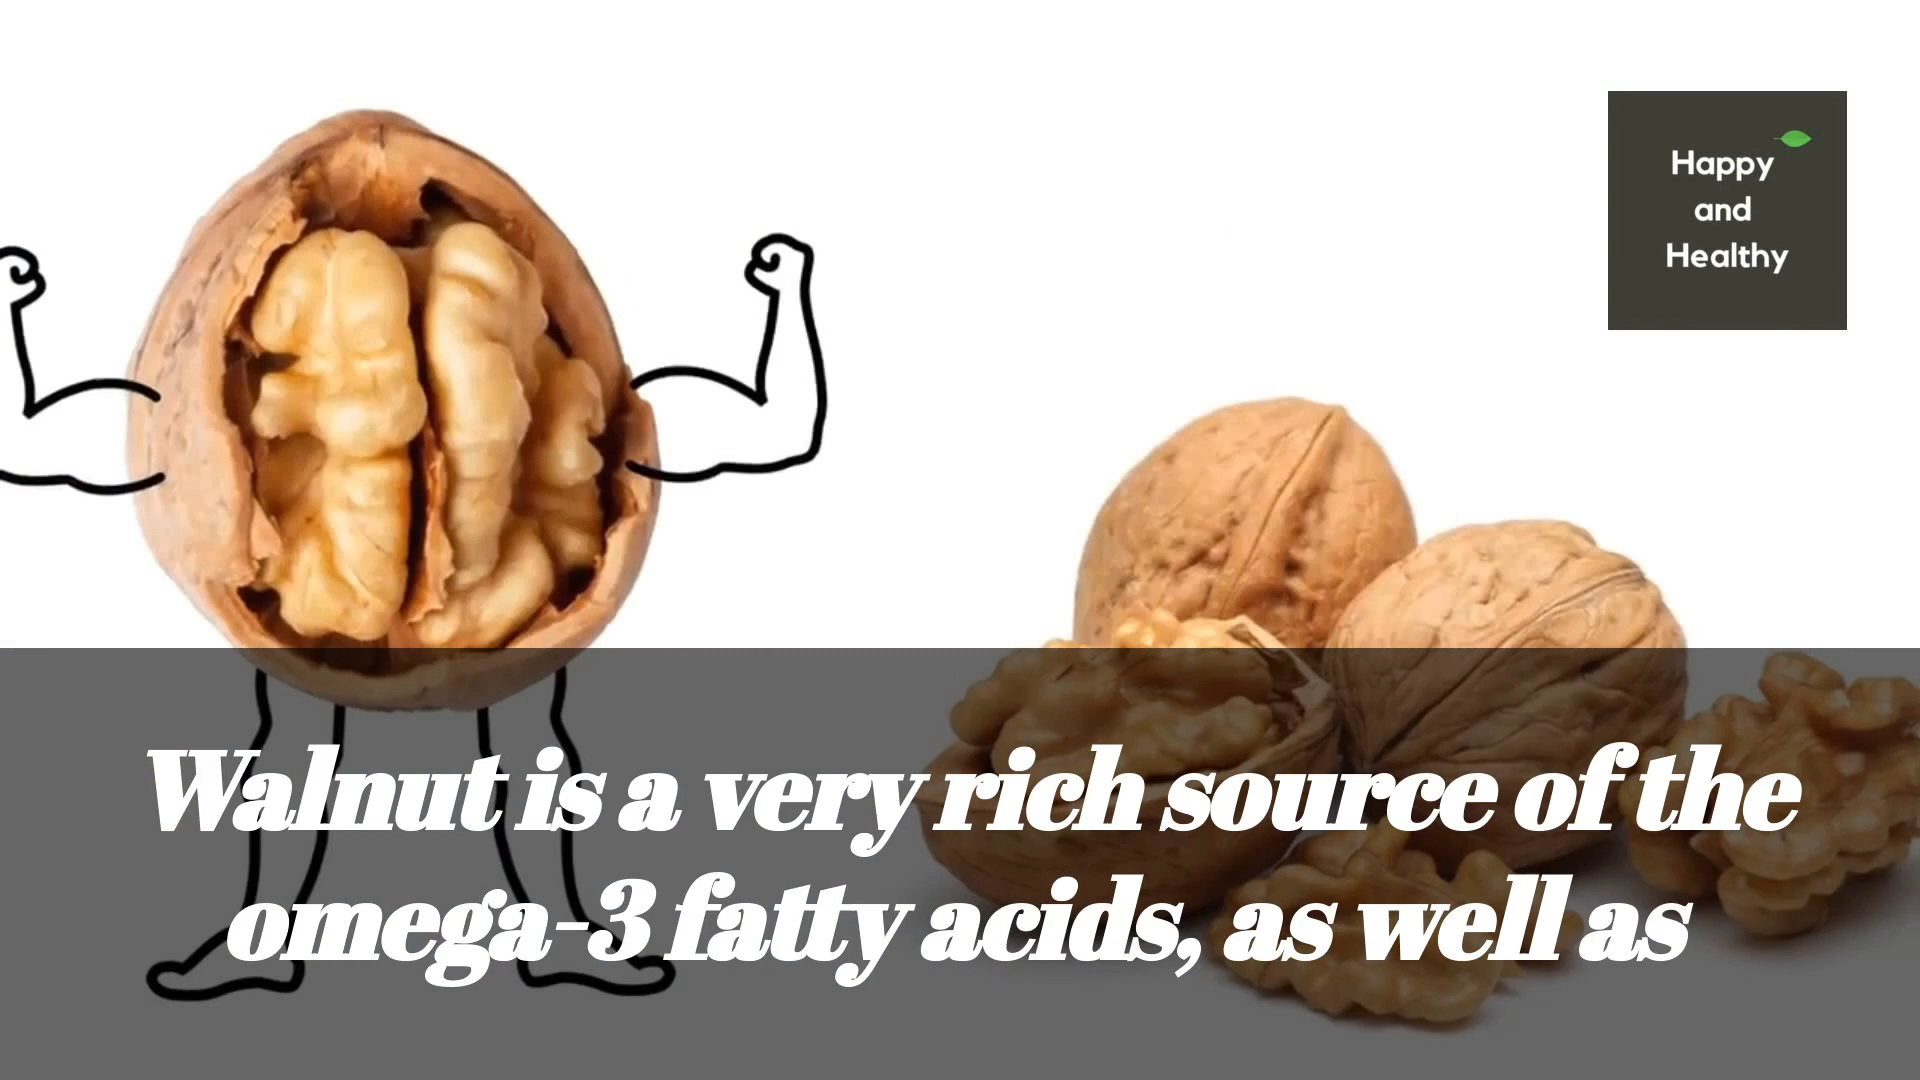 Happy
and
Healthy
Walnut is a very rich source of the
omega-3 fatty acids, as well as